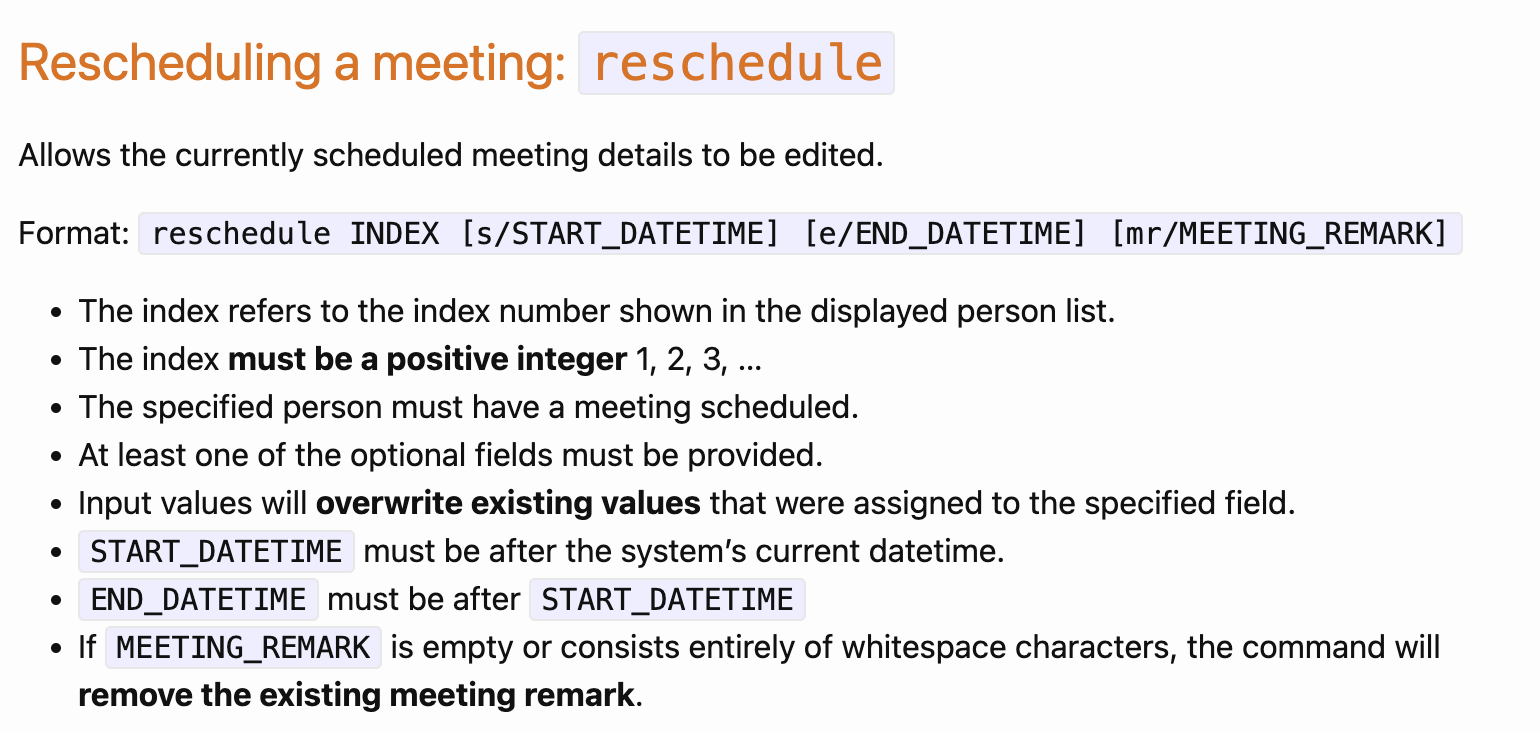 Rescheduling a meeting: reschedule
Allows the currently scheduled meeting details to be edited.
Format: reschedule INDEX [s/START_DATETIME] [e/END_DATETIME] [mr/MEETING_REMARK]
• The index refers to the index number shown in the displayed person list.
• The index must be a positive integer 1, 2, 3, …
• The specified person must have a meeting scheduled.
• At least one of the optional fields must be provided.
• Input values will overwrite existing values that were assigned to the specified field.
• START_DATETIME must be after the system’s current datetime.
• END_DATETIME must be after START_DATETIME
• If MEETING_REMARK is empty or consists entirely of whitespace characters, the command will
remove the existing meeting remark.